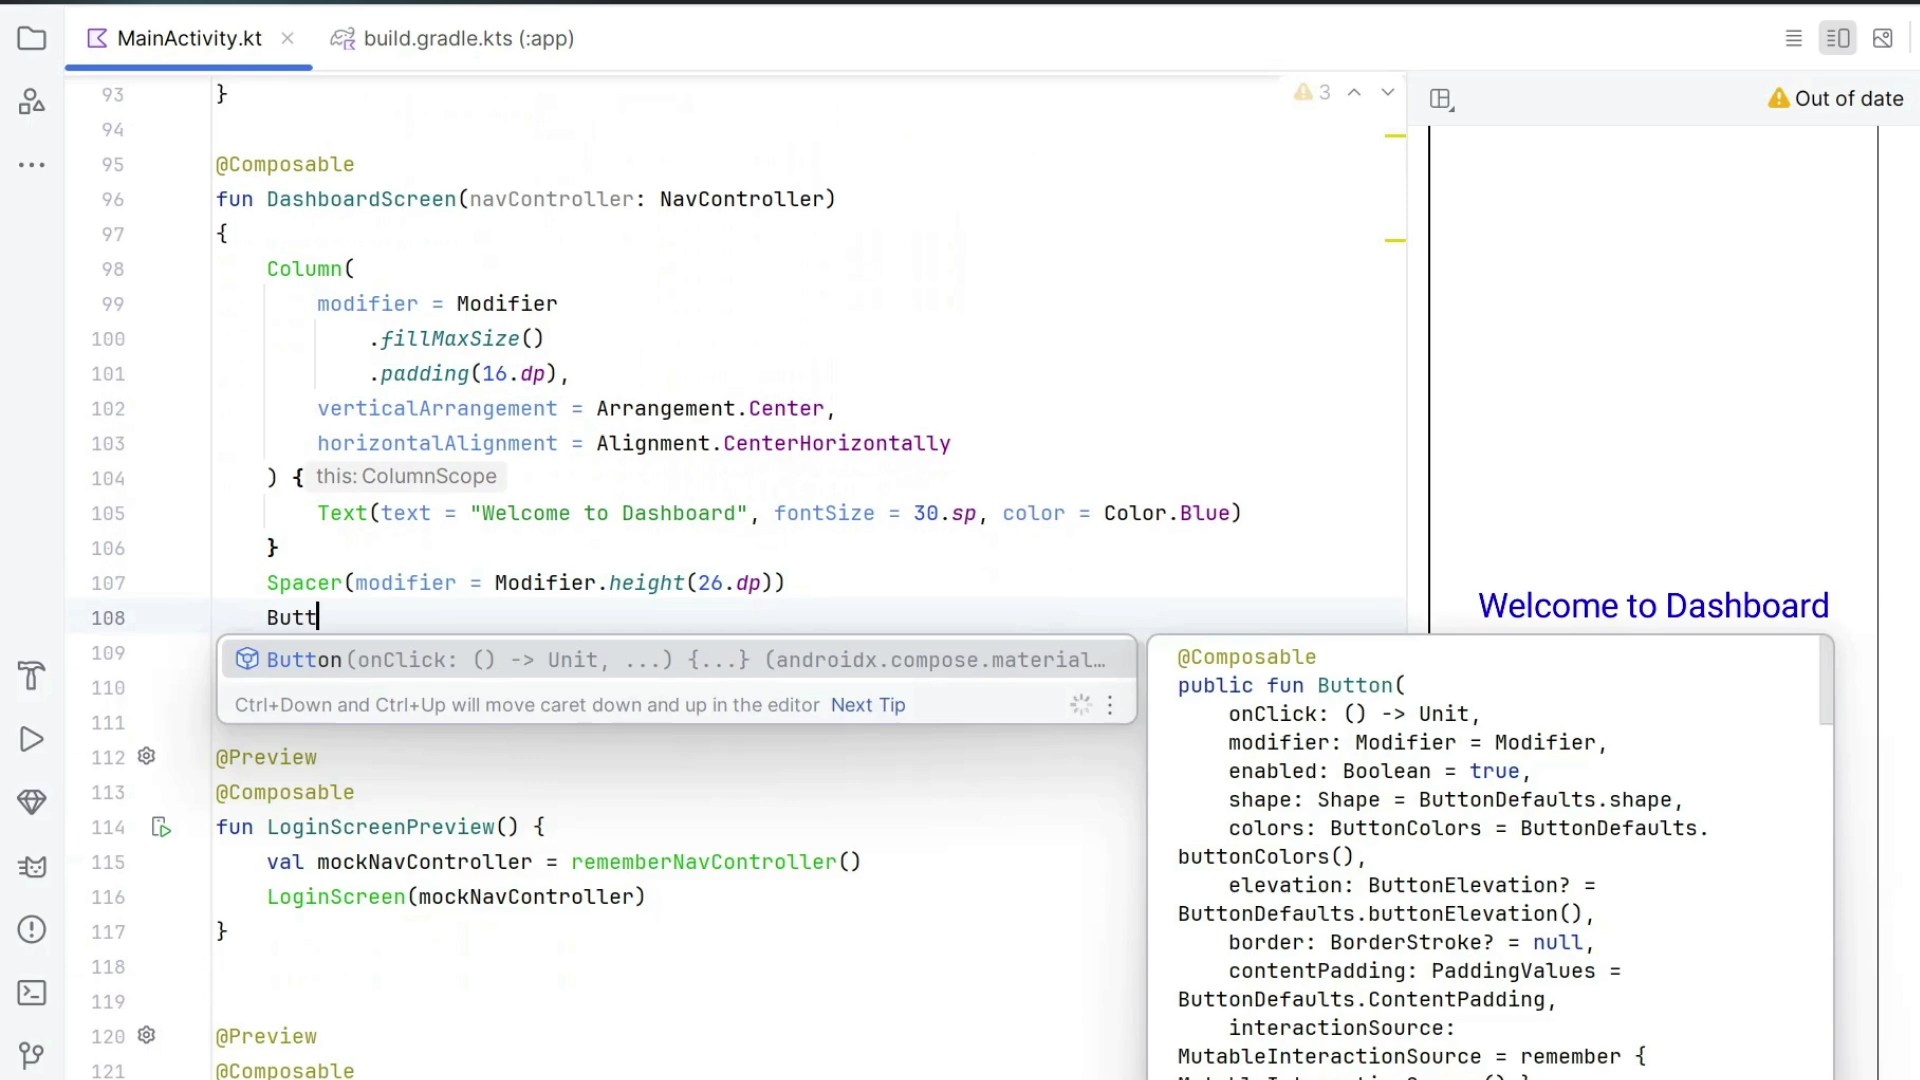 MainActivity.kt
build.gradle.kts (:app)
3
Out of date
93 }
94
95 @Composable
96 fun DashboardScreen(navController: NavController)
97 {
98 Column(
99 modifier = Modifier
100 .fillMaxSize()
101 .padding(16.dp),
102 verticalArrangement = Arrangement.Center,
103 horizontalAlignment = Alignment.CenterHorizontally
104 ) { this: ColumnScope
105 Text(text = "Welcome to Dashboard", fontSize = 30.sp, color = Color.Blue)
106 }
107 Spacer(modifier = Modifier.height(26.dp))
108 Butt
109
110
111
112 @Preview
113 @Composable
114 fun LoginScreenPreview() {
115 val mockNavController = rememberNavController()
116 LoginScreen(mockNavController)
117 }
118
119
120 @Preview
121 @Composable
Button(onClick: () -> Unit, ...) {...} (androidx.compose.material…
Ctrl+Down and Ctrl+Up will move caret down and up in the editor Next Tip
Welcome to Dashboard
@Composable
public fun Button(
onClick: () -> Unit,
modifier: Modifier = Modifier,
enabled: Boolean = true,
shape: Shape = ButtonDefaults.shape,
colors: ButtonColors = ButtonDefaults.
buttonColors(),
elevation: ButtonElevation? =
ButtonDefaults.buttonElevation(),
border: BorderStroke? = null,
contentPadding: PaddingValues =
ButtonDefaults.ContentPadding,
interactionSource:
MutableInteractionSource = remember {